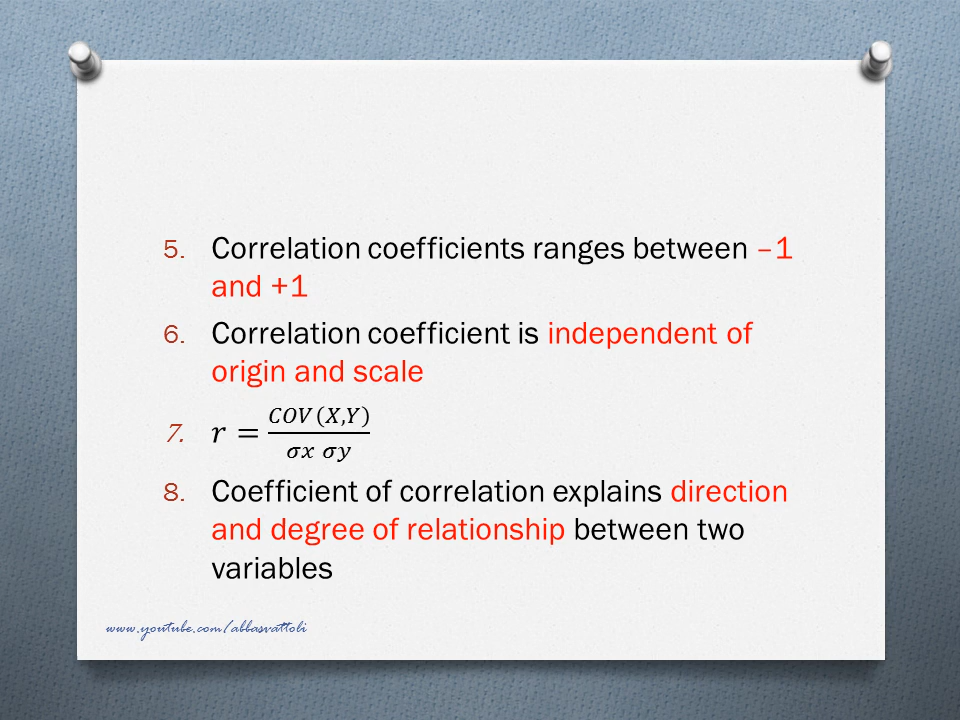 5. Correlation coefficients ranges between –1
and +1
6. Correlation coefficient is independent of
origin and scale
7. 𝑟 = 𝐶𝑂𝑉(𝑋,𝑌) / 𝜎𝑥 𝜎𝑦
8. Coefficient of correlation explains direction
and degree of relationship between two
variables
www.youtube.com/abbasvattoli